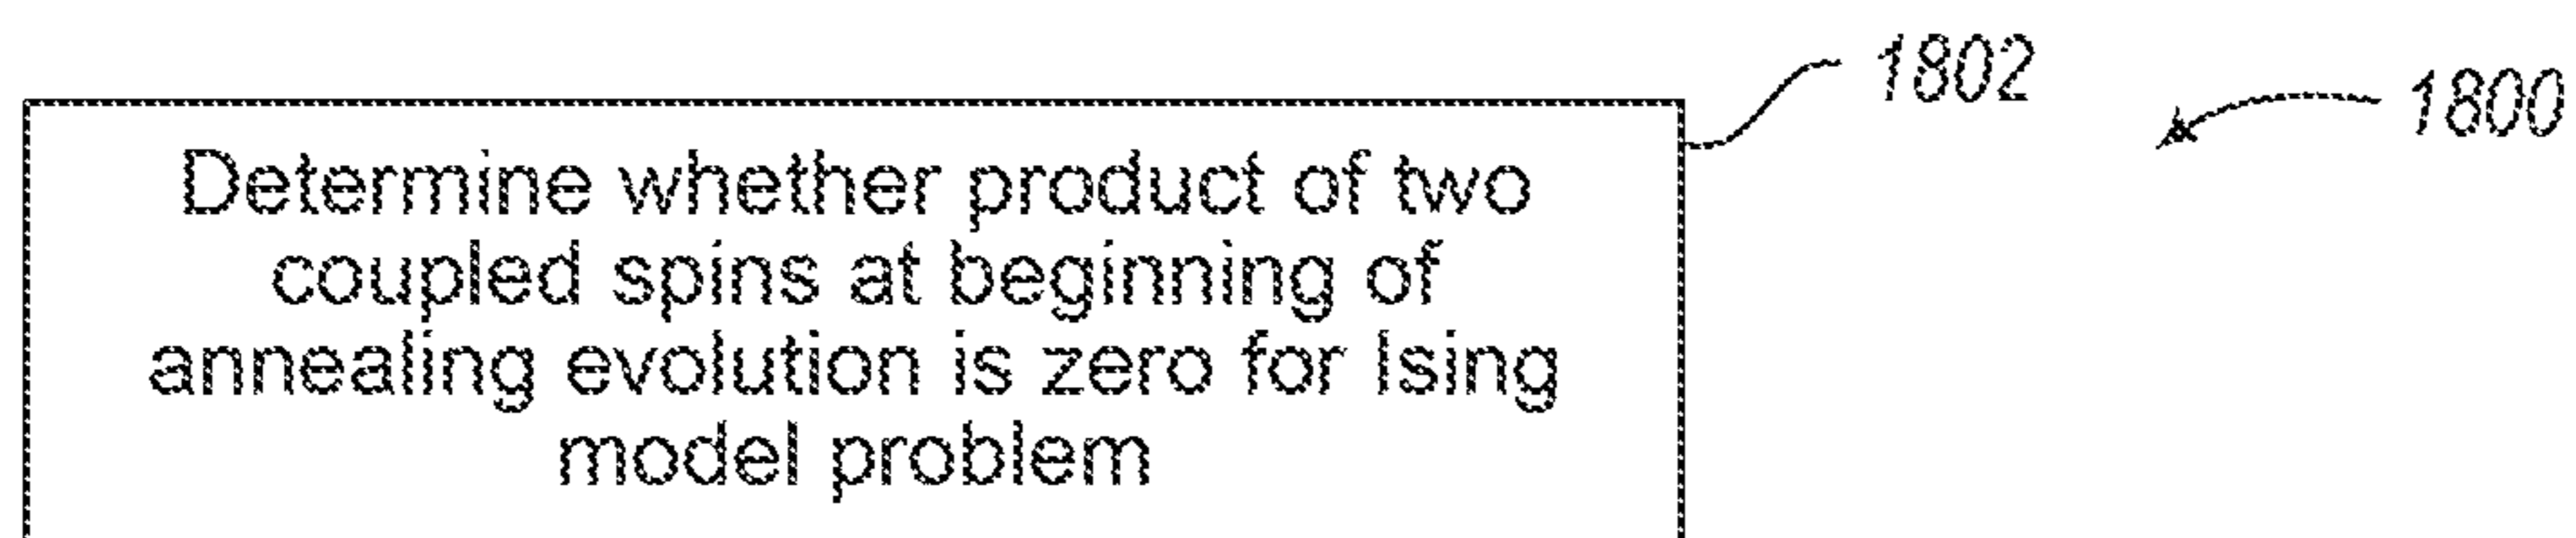 1802
1800
Determine whether product of two
coupled spins at beginning of
annealing evolution is zero for Ising
model problem